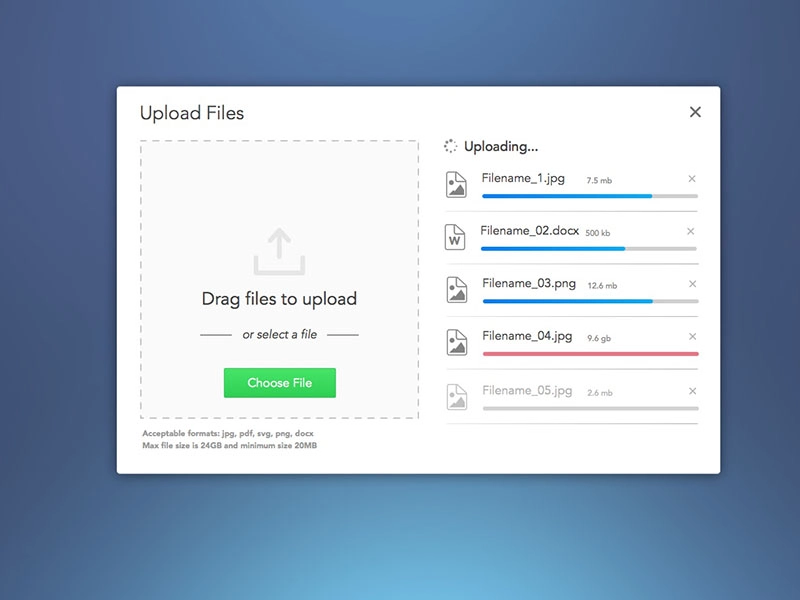 Upload Files
Drag files to upload
or select a file
Choose File
Acceptable formats: jpg, pdf, svg, png, docx
Max file size is 24GB and minimum size 20MB
Uploading...
Filename_1.jpg 7.5 mb
W
Filename_02.docx 500 kb
Filename_03.png 12.6 mb
Filename_04.jpg 9.6 gb
Filename_05.jpg 2.6 mb